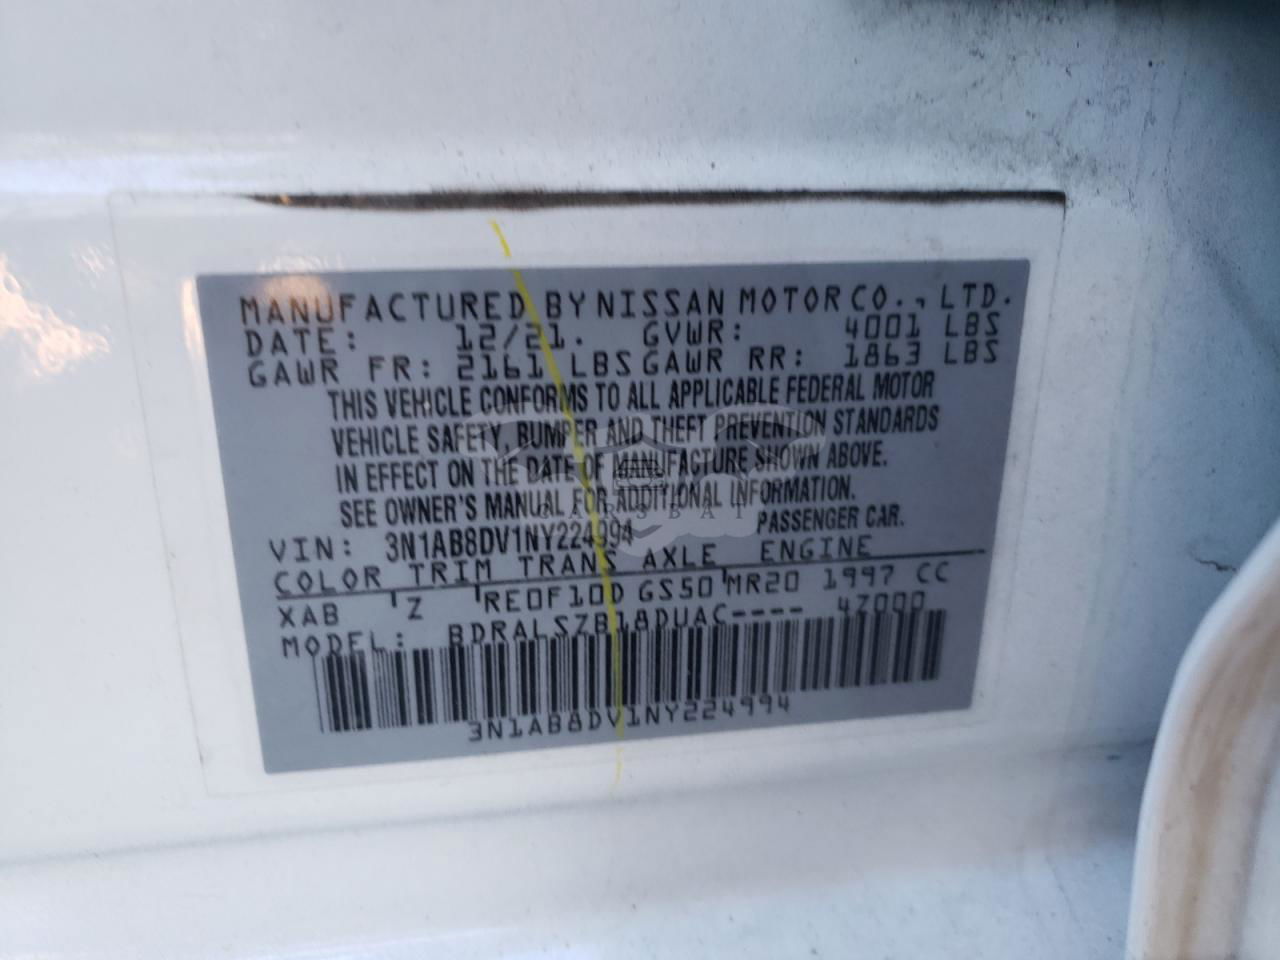 MANUFACTURED BY NISSAN MOTOR CO., LTD.
DATE: 12/21. GVWR: 4001 LBS
GAWR FR: 2161 LBS GAWR RR: 1863 LBS
THIS VEHICLE CONFORMS TO ALL APPLICABLE FEDERAL MOTOR
VEHICLE SAFETY, BUMPER AND THEFT PREVENTION STANDARDS
IN EFFECT ON THE DATE OF MANUFACTURE SHOWN ABOVE.
SEE OWNER'S MANUAL FOR ADDITIONAL INFORMATION.
PASSENGER CAR.
CARSBAT
VIN: 3N1AB8DV1NY224994
COLOR TRIM TRANS AXLE ENGINE
XAB Z RE0F10D GS50 MR20 1997 CC
MODEL: BDRALSZB18DUAC---- 4Z000
3N1AB8DV1NY224994